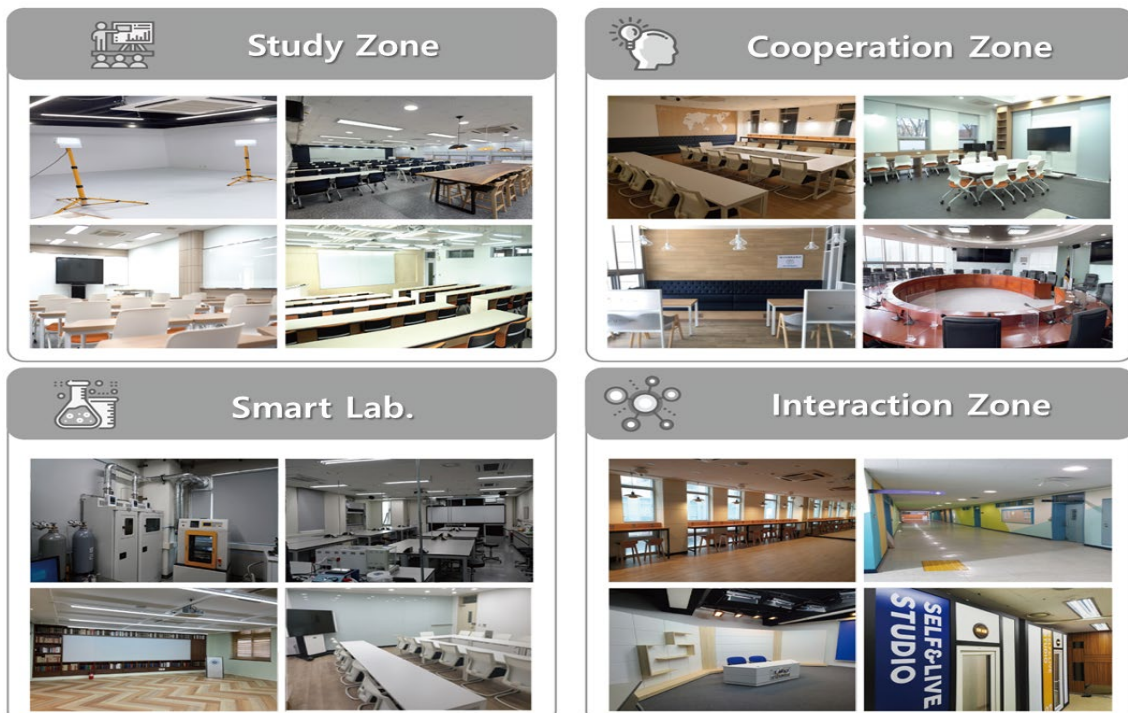 Study Zone
Cooperation Zone
Smart Lab.
Interaction Zone
SELF&LIVE
STUDIO